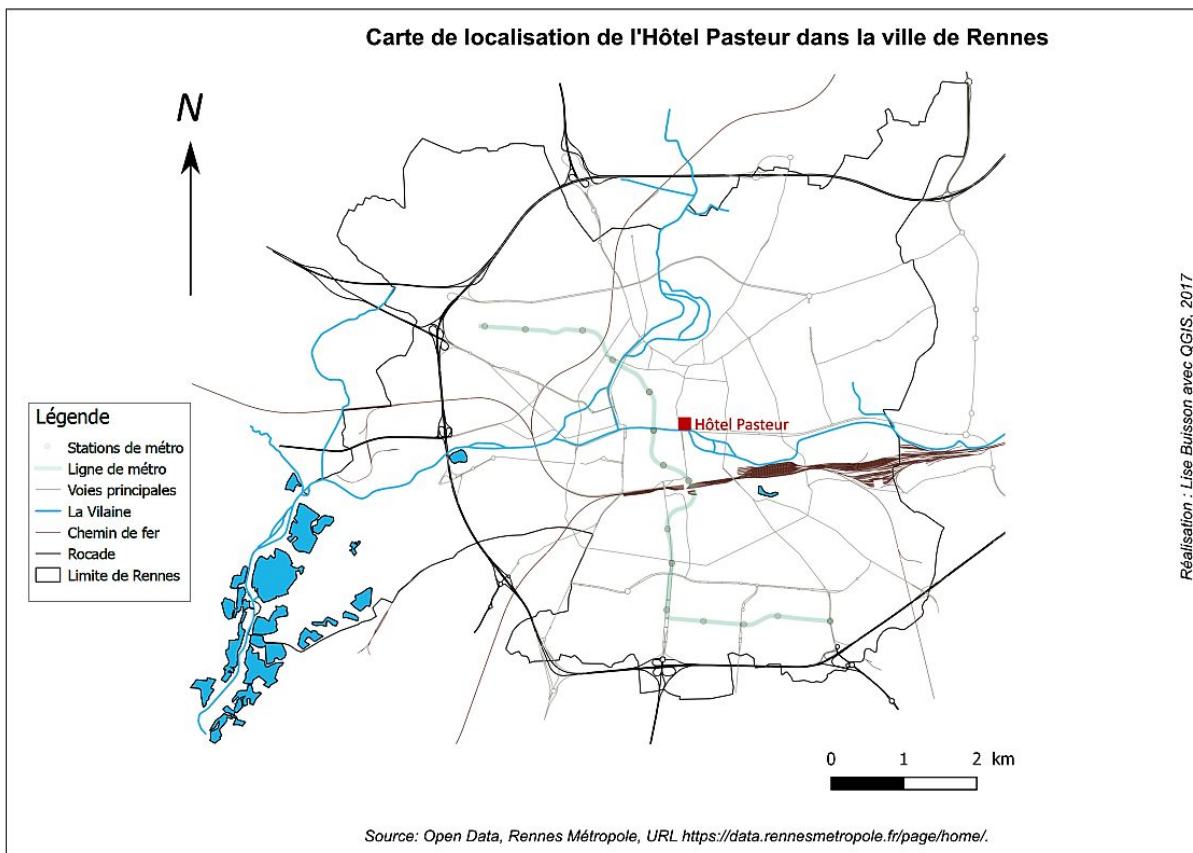 Carte de localisation de l'Hôtel Pasteur dans la ville de Rennes
N
Hôtel Pasteur
Légende
Stations de métro
Ligne de métro
Voies principales
La Vilaine
Chemin de fer
Rocade
Limite de Rennes
0 1 2 km
Réalisation : Lise Buisson avec QGIS, 2017
Source: Open Data, Rennes Métropole, URL https://data.rennesmetropole.fr/page/home/.